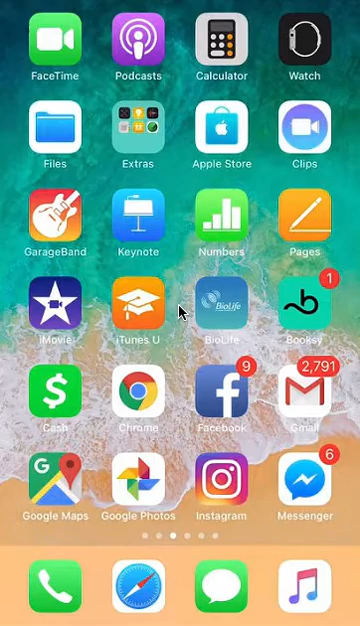 FaceTime
Podcasts
Calculator
Watch
Files
Extras
Apple Store
Clips
GarageBand
Keynote
Numbers
Pages
BioLife
1
iMovie
iTunes U
BioLife
Booksy
9
2,791
$
f
Cash
Chrome
Facebook
Gmail
6
G
Google Maps
Google Photos
Instagram
Messenger